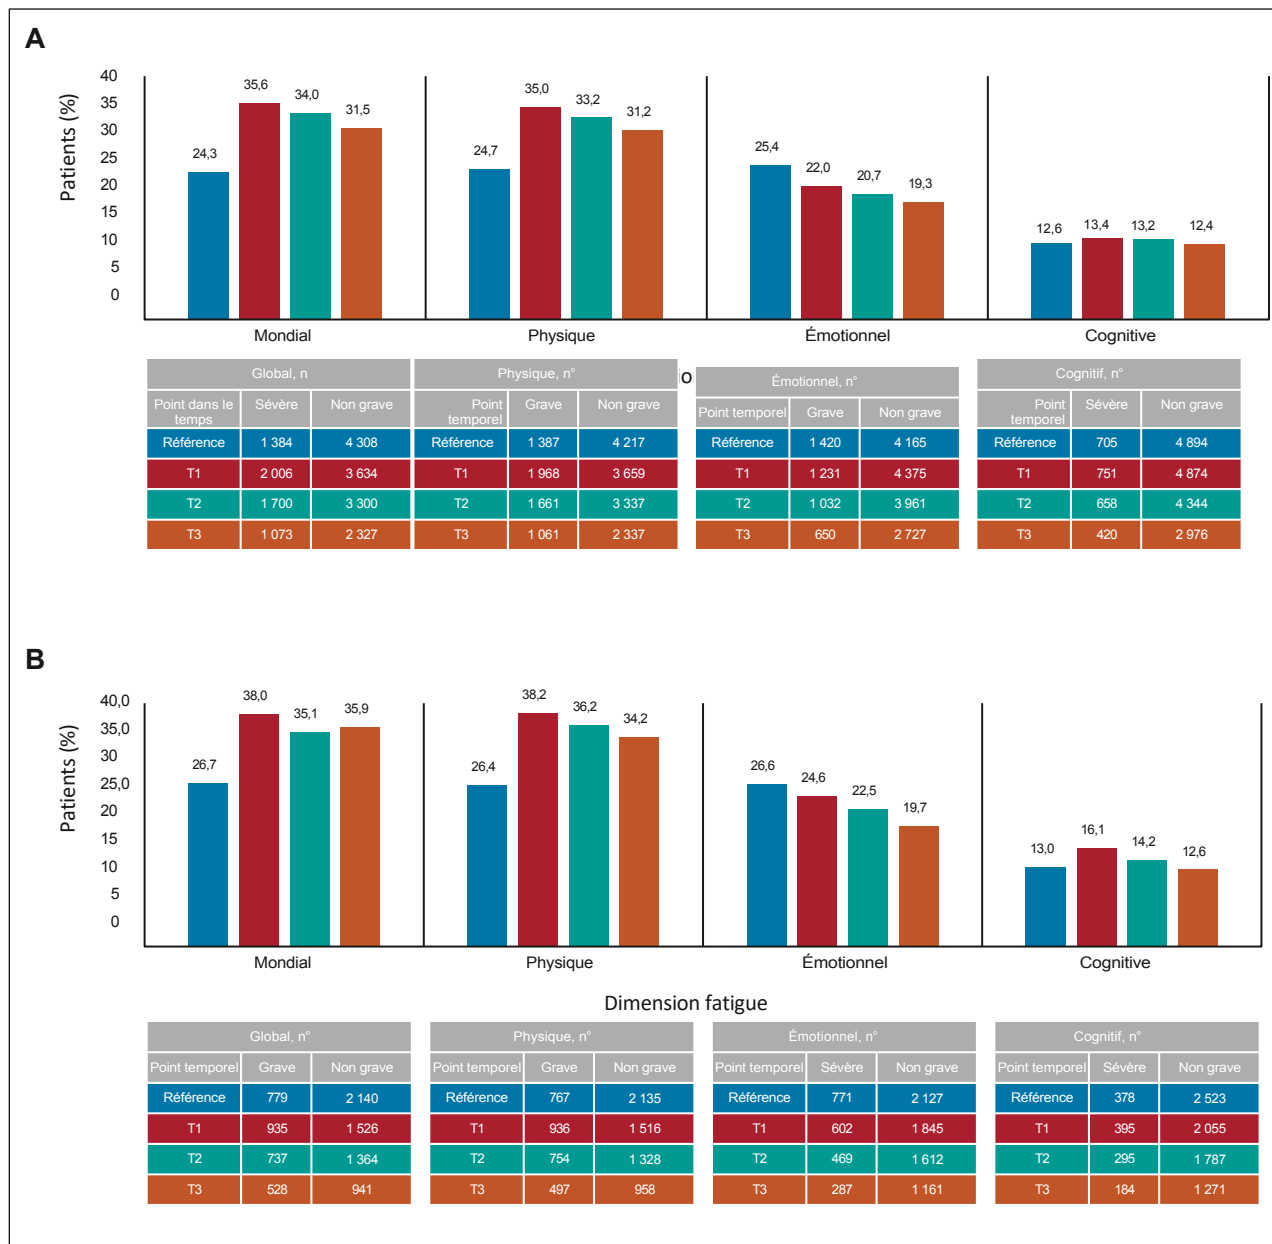 A
Patients (%)
40
35
30
25
20
15
10
5
0
24,3
35,6
34,0
31,5
24,7
35,0
33,2
31,2
25,4
22,0
20,7
19,3
12,6
13,4
13,2
12,4
Mondial
Physique
Émotionnel
Cognitive
io
Global, n
Point dans le temps Sévère Non grave
Référence 1 384 4 308
T1 2 006 3 634
T2 1 700 3 300
T3 1 073 2 327
Physique, n°
Point temporel Grave Non grave
Référence 1 387 4 217
T1 1 968 3 659
T2 1 661 3 337
T3 1 061 2 337
Émotionnel, n°
Point temporel Grave Non grave
Référence 1 420 4 165
T1 1 231 4 375
T2 1 032 3 961
T3 650 2 727
Cognitif, n°
Point temporel Sévère Non grave
Référence 705 4 894
T1 751 4 874
T2 658 4 344
T3 420 2 976
B
Patients (%)
40,0
35,0
30
25,0
20
15
10
5
0
26,7
38,0
35,1
35,9
26,4
38,2
36,2
34,2
26,6
24,6
22,5
19,7
13,0
16,1
14,2
12,6
Mondial
Physique
Émotionnel
Cognitive
Dimension fatigue
Global, n°
Point temporel Grave Non grave
Référence 779 2 140
T1 935 1 526
T2 737 1 364
T3 528 941
Physique, n°
Point temporel Grave Non grave
Référence 767 2 135
T1 936 1 516
T2 754 1 328
T3 497 958
Émotionnel, n°
Point temporel Sévère Non grave
Référence 771 2 127
T1 602 1 845
T2 469 1 612
T3 287 1 161
Cognitif, n°
Point temporel Sévère Non grave
Référence 378 2 523
T1 395 2 055
T2 295 1 787
T3 184 1 271